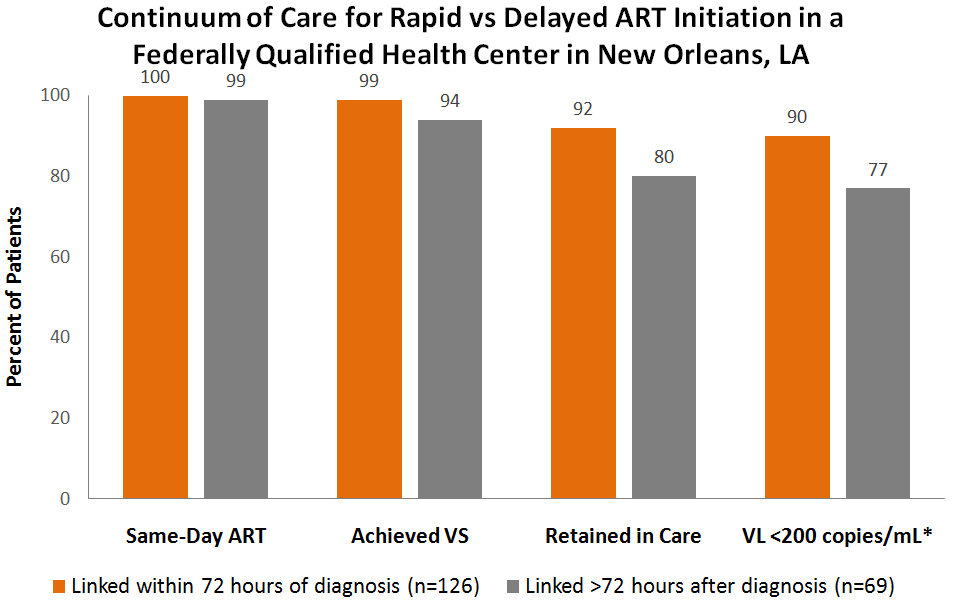 Continuum of Care for Rapid vs Delayed ART Initiation in a
Federally Qualified Health Center in New Orleans, LA
100
99
99
94
92
80
90
77
100
80
60
40
20
0
Percent of Patients
Same-Day ART
Achieved VS
Retained in Care
VL <200 copies/mL*
Linked within 72 hours of diagnosis (n=126)
Linked >72 hours after diagnosis (n=69)